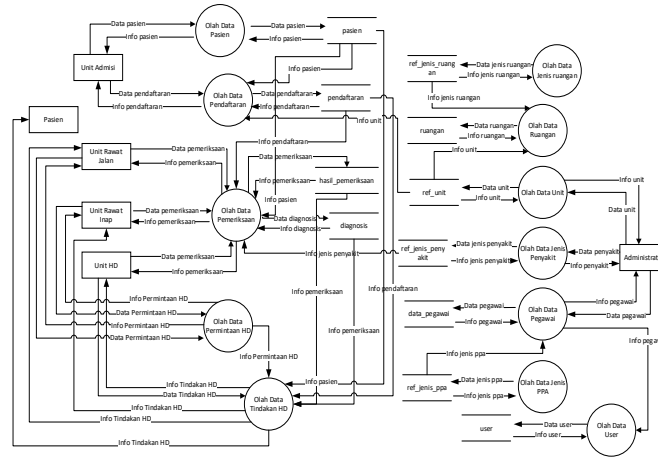 Data pasien
Info pasien
Olah Data
Pasien
Data pasien
Info pasien
pasien
Unit Admisi
Info pasien
Data pendaftaran
Info pendaftaran
Olah Data
Pendaftaran
Data pendaftaran
Info pendaftaran
pendaftaran
Info unit
Pasien
Info pendaftaran
Unit Rawat
Jalan
Data pemeriksaan
Info pemeriksaan
Data pemeriksaan
Info pemeriksaan
hasil_pemeriksaan
Info pasien
Unit Rawat
Inap
Data pemeriksaan
Info pemeriksaan
Olah Data
Pemeriksaan
Data diagnosis
Info diagnosis
diagnosis
Unit HD
Data pemeriksaan
Info pemeriksaan
Info jenis penyakit
Info pemeriksaan
Info pendaftaran
Info Permintaan HD
Data Permintaan HD
Info Permintaan HD
Data Permintaan HD
Olah Data
Permintaan HD
Info pemeriksaan
Info Permintaan HD
Info Tindakan HD
Data Tindakan HD
Info Tindakan HD
Info Tindakan HD
Info Tindakan HD
Info pasien
Olah Data
Tindakan HD
ref_jenis_ruang
an
Data jenis ruangan
Info jenis ruangan
Olah Data
Jenis ruangan
Info jenis ruangan
ruangan
Data ruangan
Info ruangan
Olah Data
Ruangan
Info unit
ref_unit
Data unit
Info unit
Olah Data Unit
Info unit
Data unit
ref_jenis_peny
akit
Data jenis penyakit
Info jenis penyakit
Olah Data Jenis
Penyakit
Data penyakit
Info penyakit
Administrat
data_pegawai
Data pegawai
Info pegawai
Olah Data
Pegawai
Info pegawai
Data pagawai
Info pega
Info jenis ppa
ref_jenis_ppa
Data jenis ppa
Info jenis ppa
Olah Data Jenis
PPA
user
Data user
Info user
Olah Data
User